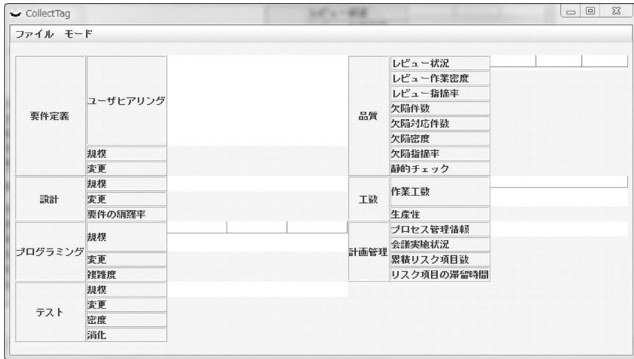 CollectTag
ファイル モード
要件定義
ユーザヒアリング
規模
変更
設計
規模
変更
要件の網羅率
プログラミング
規模
変更
複雑度
テスト
規模
変更
密度
消化
品質
レビュー状況
レビュー作業密度
レビュー指摘率
欠陥件数
欠陥対応件数
欠陥密度
欠陥指摘率
静的チェック
工数
作業工数
生産性
計画管理
プロセス管理情報
会議実施状況
累積リスク項目数
リスク項目の滞留時間